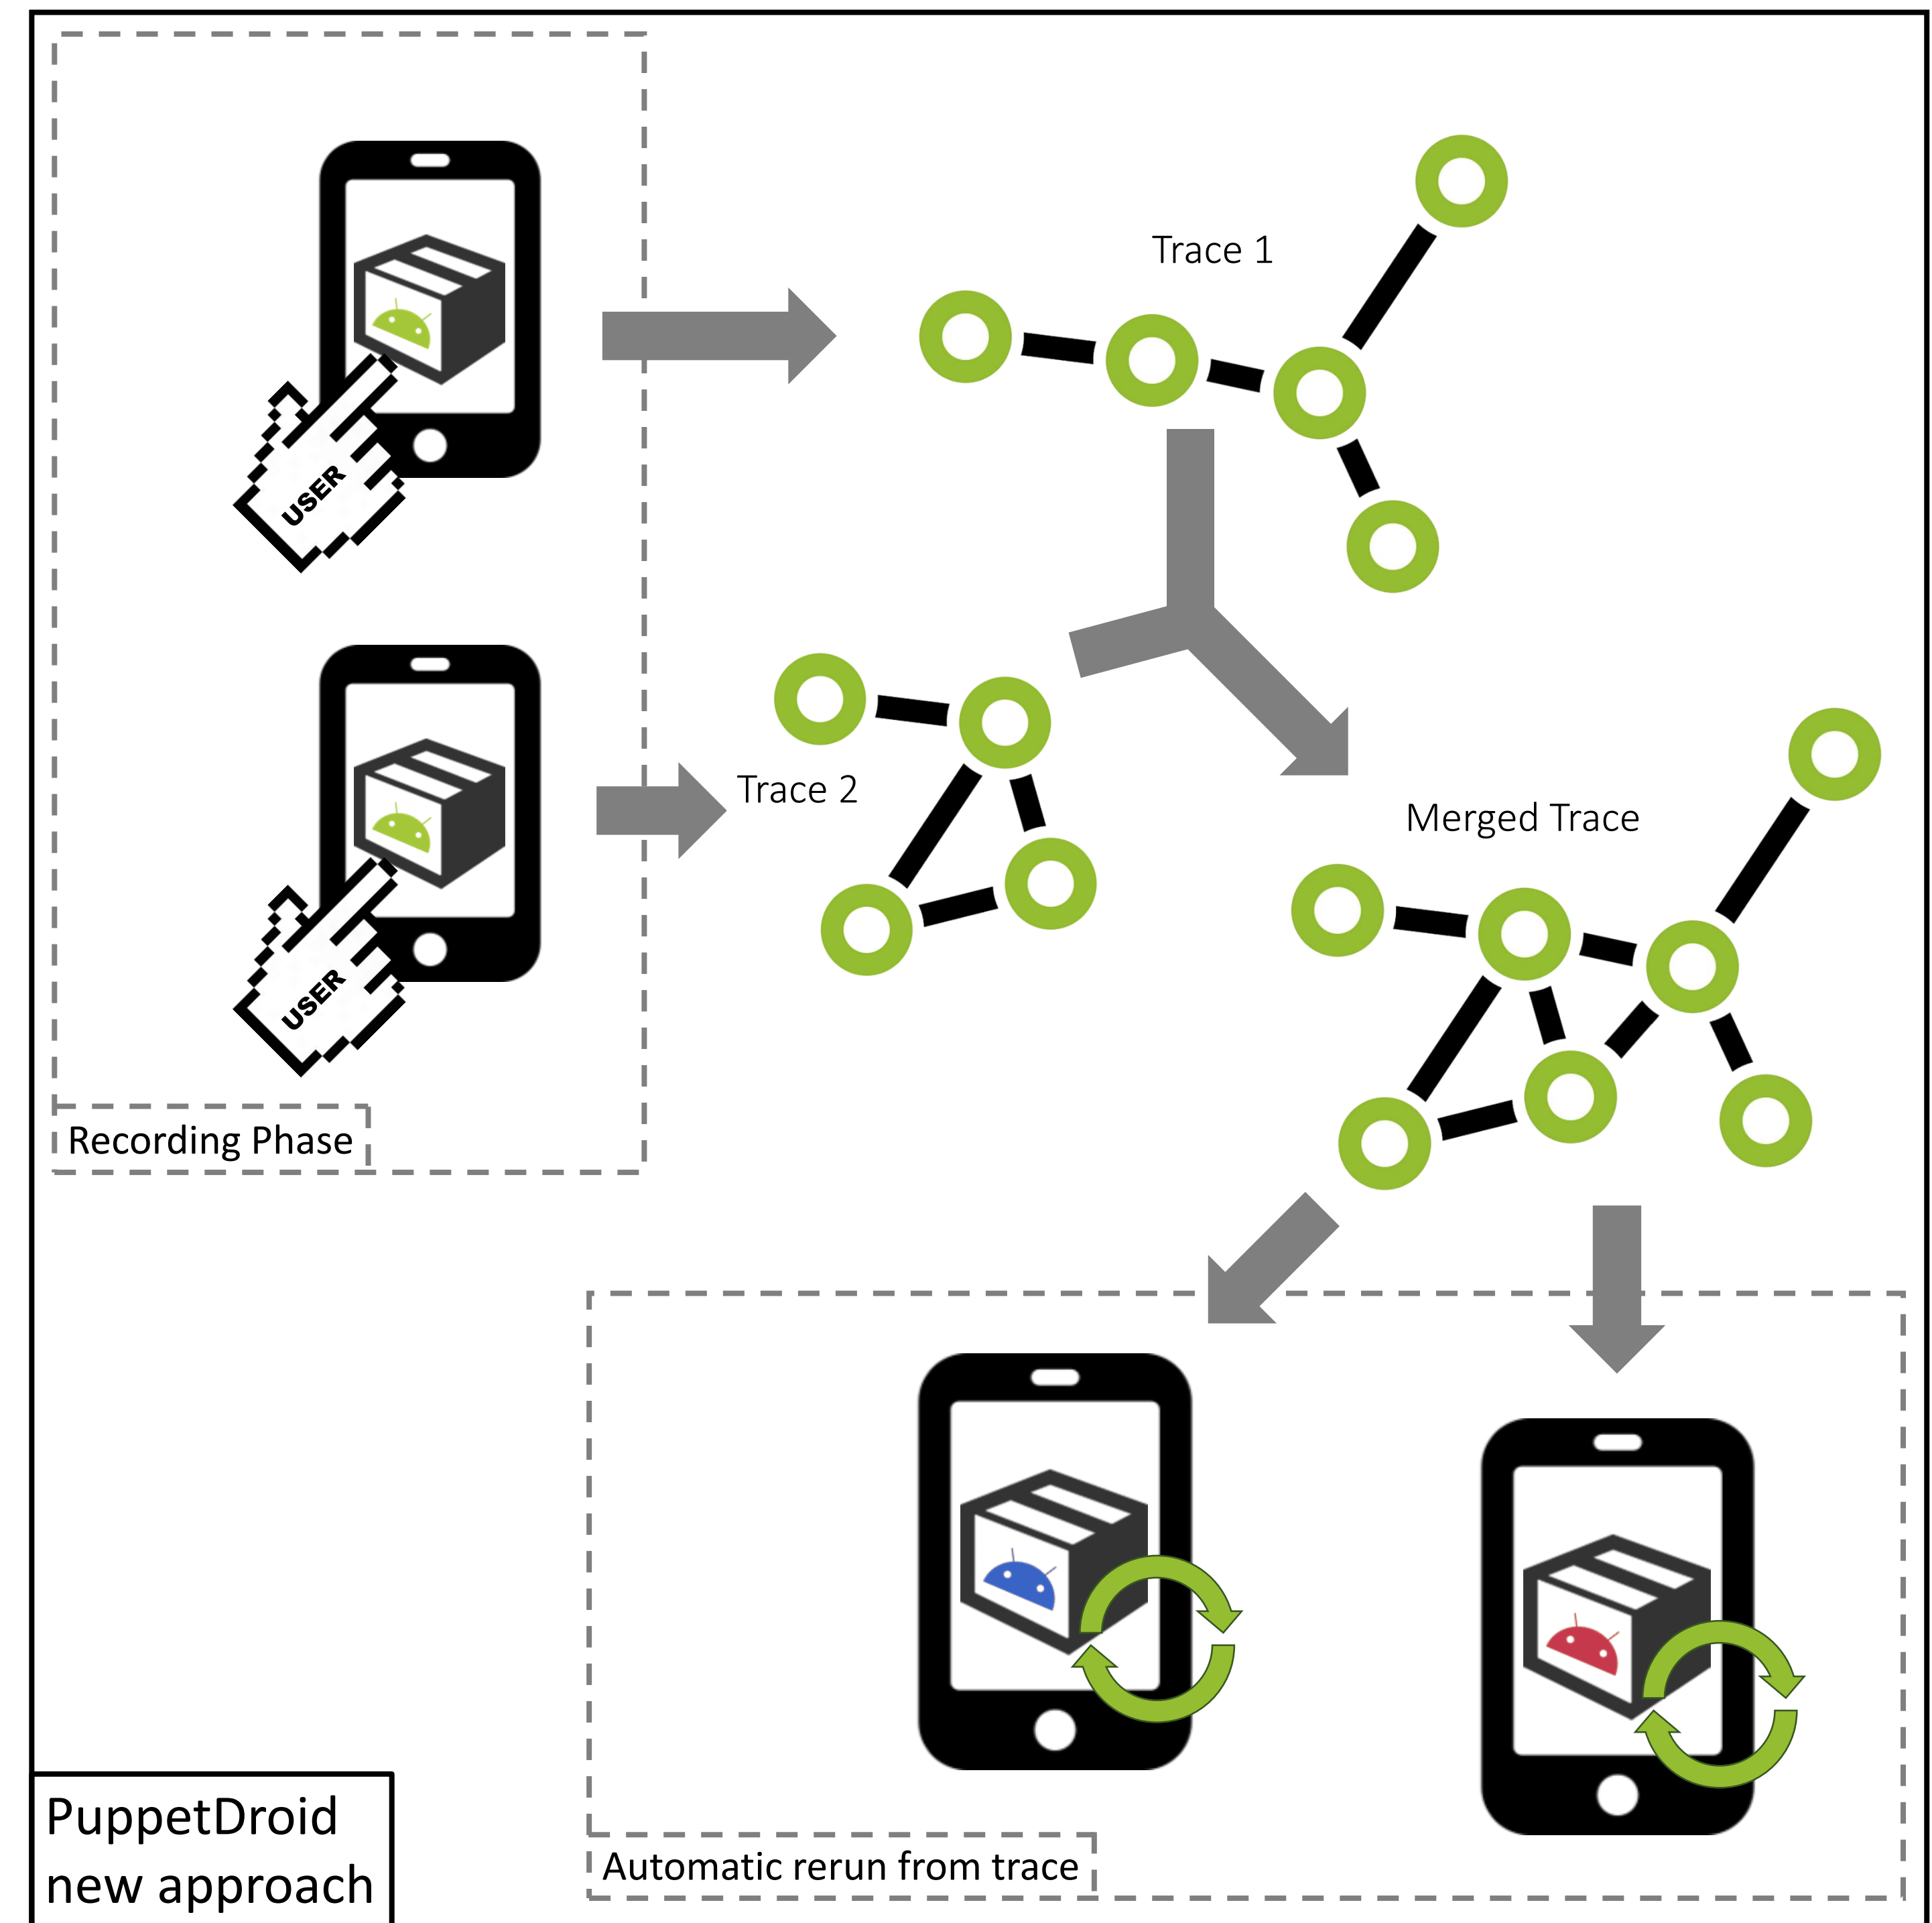 Trace 1
USER
Trace 2
Merged Trace
USER
Recording Phase
Automatic rerun from trace
PuppetDroid
new approach